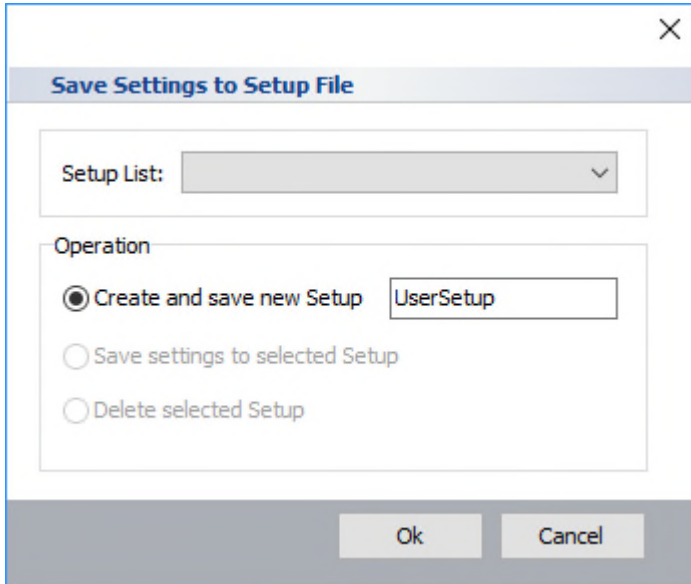 Save Settings to Setup File
Setup List:
Operation
Create and save new Setup UserSetup
Save settings to selected Setup
Delete selected Setup
Ok Cancel